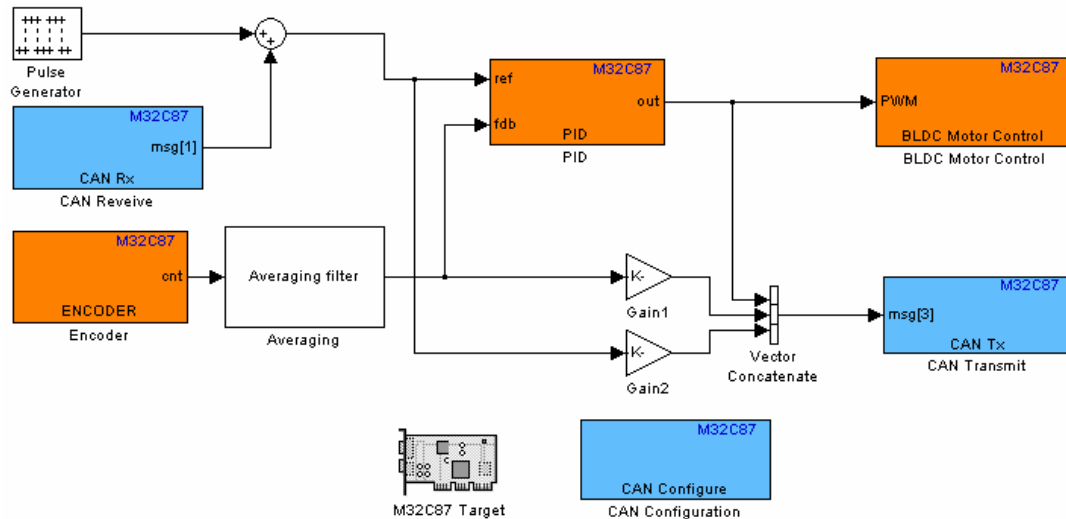 Pulse
Generator
M32C87
msg[1]
CAN Rx
CAN Reveive
M32C87
ref
out
fdb
PID
PID
M32C87
PWM
BLDC Motor Control
BLDC Motor Control
M32C87
cnt
ENCODER
Encoder
Averaging filter
Averaging
K-
Gain1
K-
Gain2
Vector
Concatenate
M32C87
msg[3]
CAN Tx
CAN Transmit
M32C87 Target
M32C87
CAN Configure
CAN Configuration